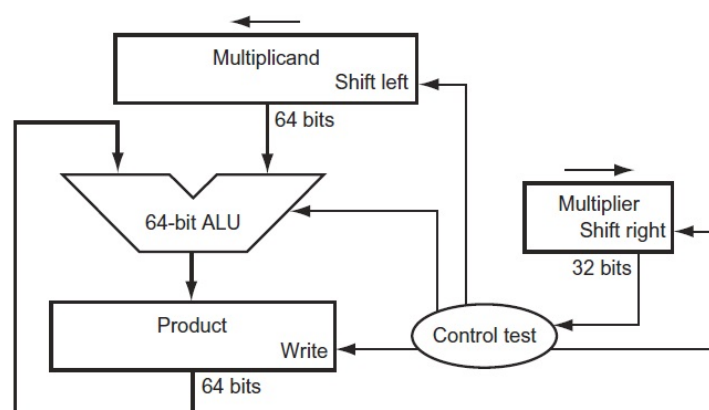 Multiplicand
Shift left
64 bits
64-bit ALU
Multiplier
Shift right
32 bits
Product
Write
Control test
64 bits